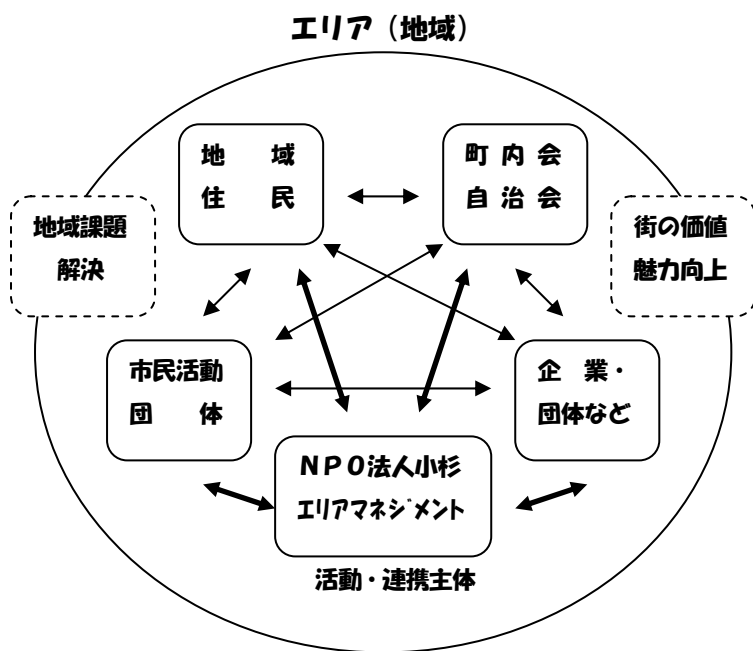 エリア（地域）
地　　域
住　　民
町 内 会
自 治 会
地域課題
解決
街の価値
魅力向上
市民活動
団　　体
企　業・
団体など
ＮＰＯ法人小杉
エリアマネジメント
活動・連携主体